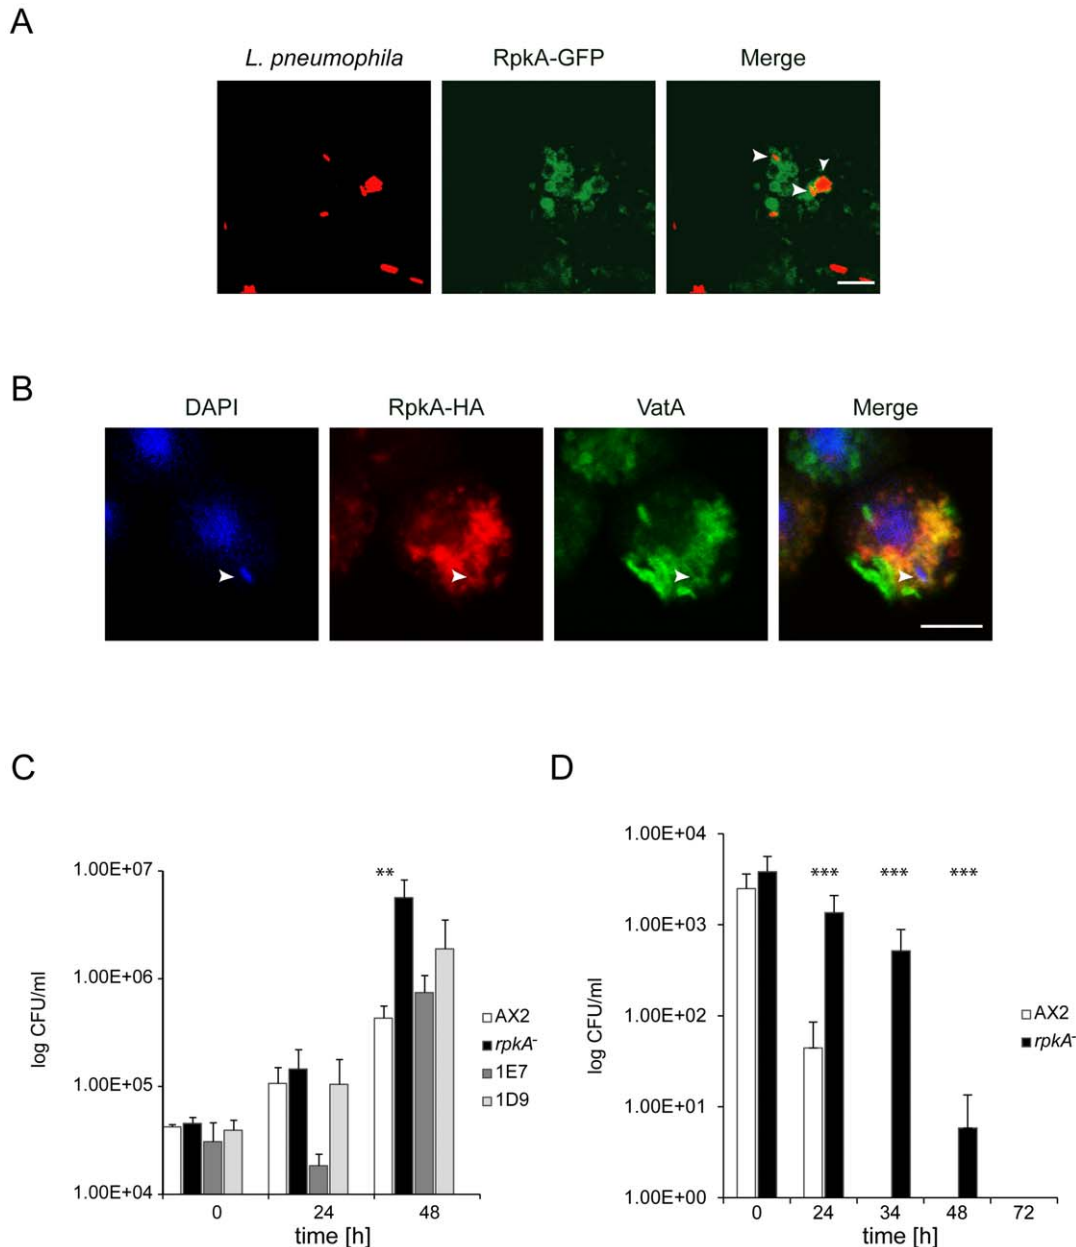 A
L. pneumophila RpkA-GFP Merge
B
DAPI RpkA-HA VatA Merge
C
1.00E+07
1.00E+06
1.00E+05
1.00E+04
log CFU/ml
**
0 24 48
time [h]
AX2
rpkA-
1E7
1D9
D
1.00E+04
1.00E+03
1.00E+02
1.00E+01
1.00E+00
log CFU/ml
*** *** ***
0 24 34 48 72
time [h]
AX2
rpkA-